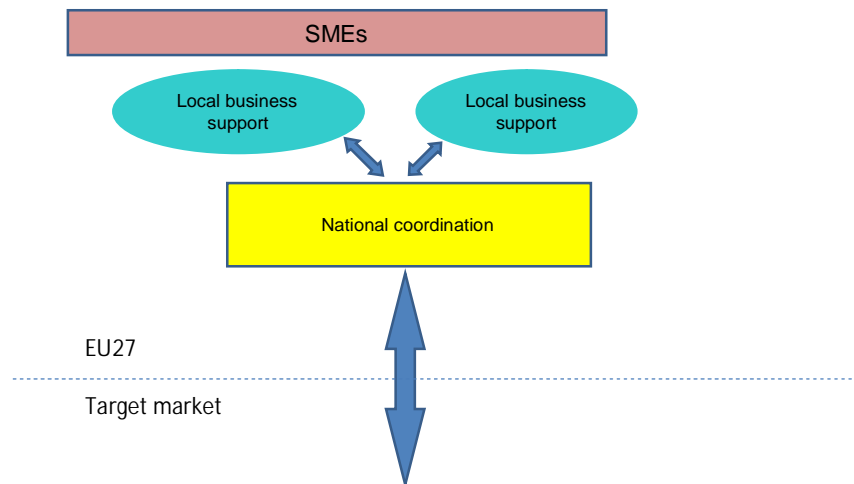 SMEs
Local business
support
Local business
support
National coordination
EU27
Target market